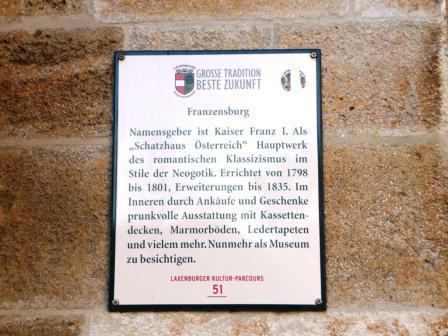 GROSSE TRADITION
BESTE ZUKUNFT
Franzensburg
Namensgeber ist Kaiser Franz I. Als
„Schatzhaus Österreich" Hauptwerk
des romantischen Klassizismus im
Stile der Neogotik. Errichtet von 1798
bis 1801, Erweiterungen bis 1835. Im
Inneren durch Ankäufe und Geschenke
prunkvolle Ausstattung mit Kassetten-
decken, Marmorböden, Ledertapeten
und vielem mehr. Nunmehr als Museum
zu besichtigen.
LAXENBURGER KULTUR-PARCOURS
51